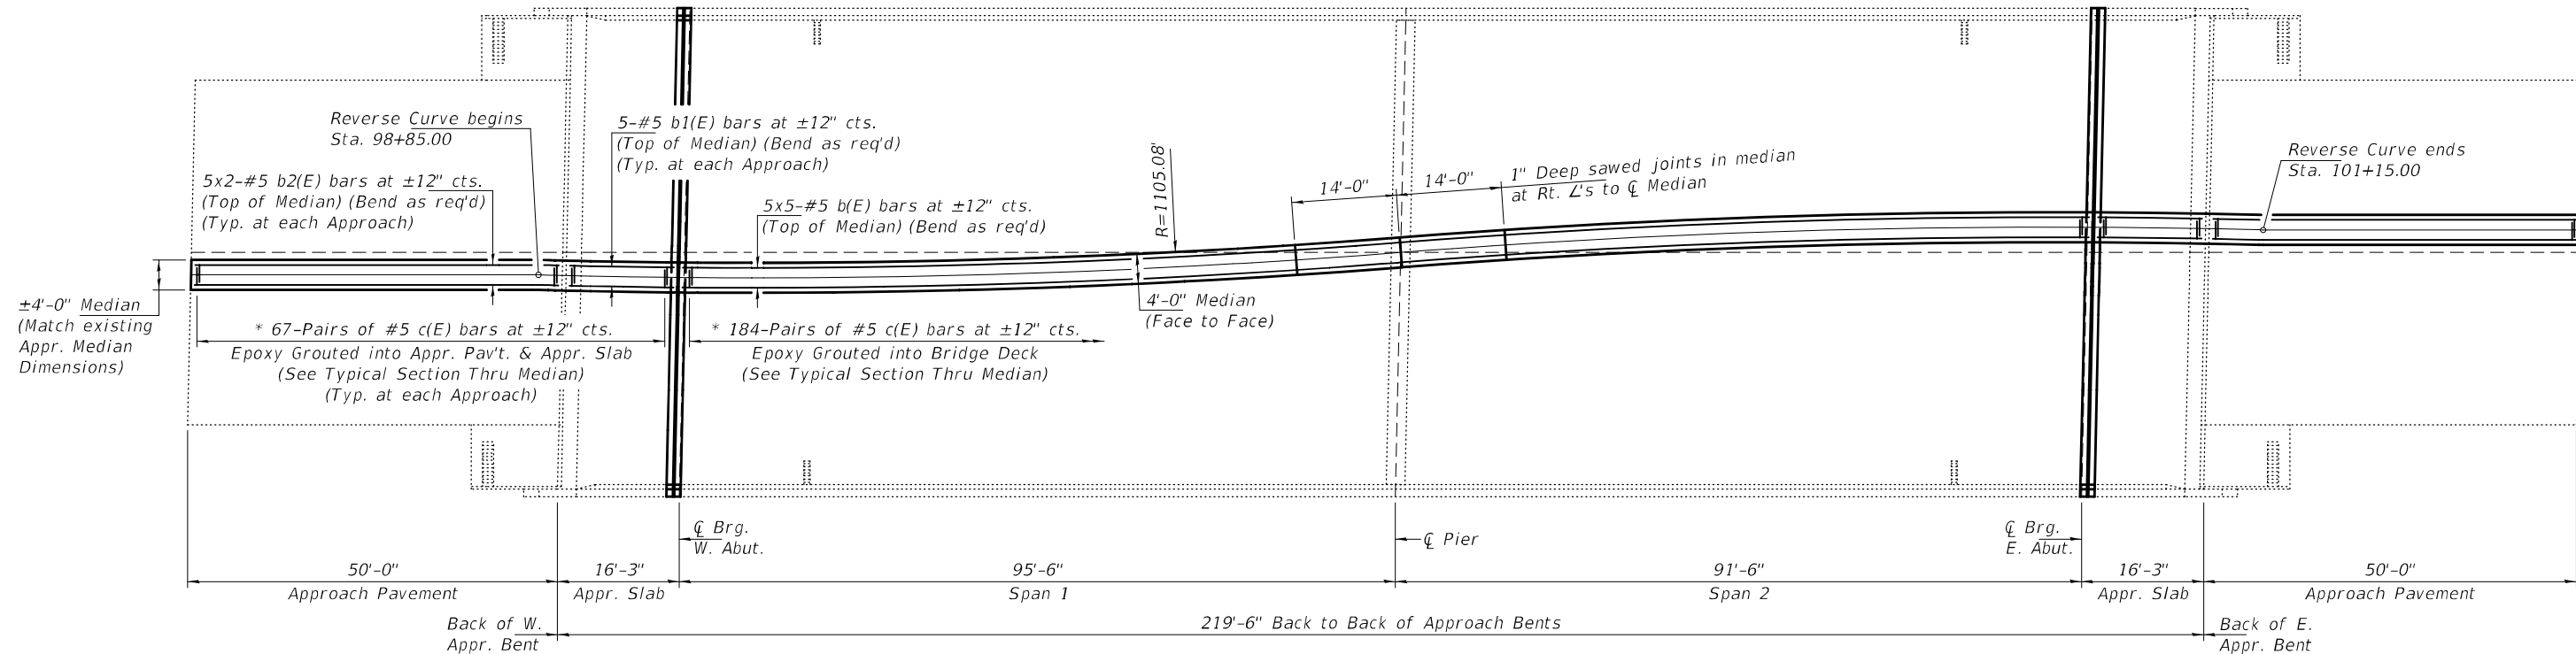 Reverse Curve begins
Sta. 98+85.00
5-#5 b1(E) bars at ±12" cts.
(Top of Median) (Bend as req'd)
(Typ. at each Approach)
5x2-#5 b2(E) bars at ±12" cts.
(Top of Median) (Bend as req'd)
(Typ. at each Approach)
5x5-#5 b(E) bars at ±12" cts.
(Top of Median) (Bend as req'd)
R=1105.08'
14'-0"
14'-0"
1" Deep sawed joints in median
at Rt. ∠'s to ℄ Median
Reverse Curve ends
Sta. 101+15.00
±4'-0" Median
(Match existing
Appr. Median
Dimensions)
* 67-Pairs of #5 c(E) bars at ±12" cts.
Epoxy Grouted into Appr. Pav't. & Appr. Slab
(See Typical Section Thru Median)
(Typ. at each Approach)
* 184-Pairs of #5 c(E) bars at ±12" cts.
Epoxy Grouted into Bridge Deck
(See Typical Section Thru Median)
4'-0" Median
(Face to Face)
℄ Brg.
W. Abut.
℄ Pier
℄ Brg.
E. Abut.
50'-0"
Approach Pavement
16'-3"
Appr. Slab
95'-6"
Span 1
91'-6"
Span 2
16'-3"
Appr. Slab
50'-0"
Approach Pavement
Back of W.
Appr. Bent
219'-6" Back to Back of Approach Bents
Back of E.
Appr. Bent